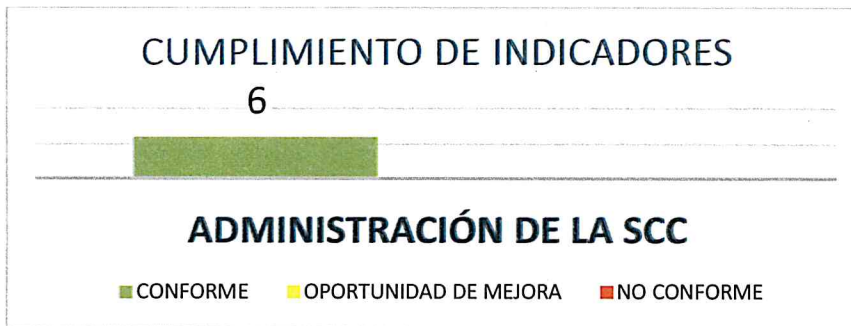 CUMPLIMIENTO DE INDICADORES
6
ADMINISTRACIÓN DE LA SCC
CONFORME OPORTUNIDAD DE MEJORA NO CONFORME